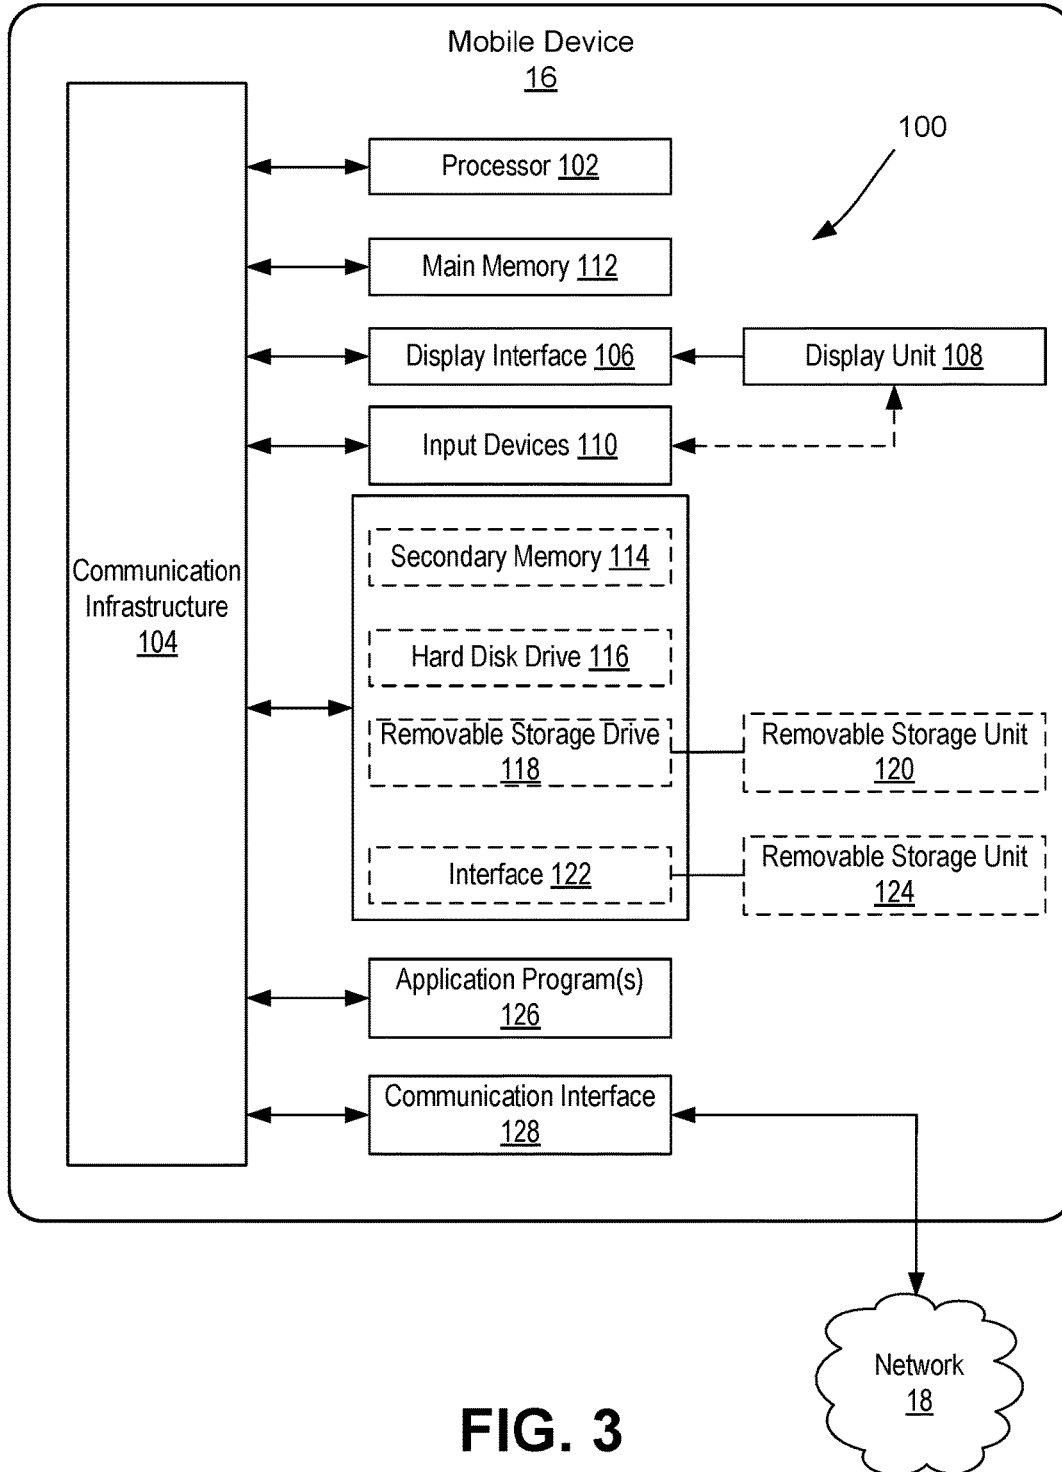 Mobile Device
16
100
Processor 102
Main Memory 112
Display Interface 106
Display Unit 108
Input Devices 110
Communication
Infrastructure
104
Secondary Memory 114
Hard Disk Drive 116
Removable Storage Drive
118
Removable Storage Unit
120
Interface 122
Removable Storage Unit
124
Application Program(s)
126
Communication Interface
128
Network
18
FIG. 3